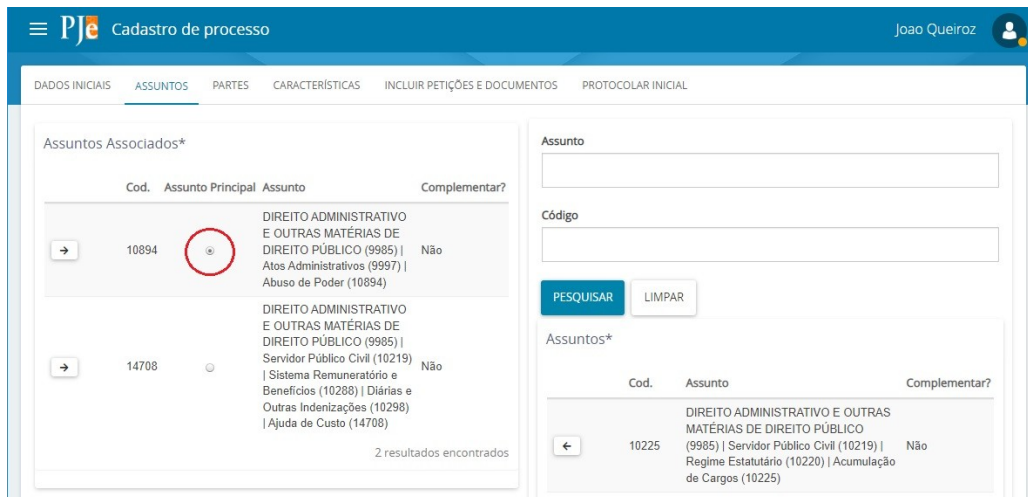 PJe Cadastro de processo
Joao Queiroz
DADOS INICIAIS ASSUNTOS PARTES CARACTERÍSTICAS INCLUIR PETIÇÕES E DOCUMENTOS PROTOCOLAR INICIAL
Assuntos Associados*
Cod. Assunto Principal Assunto Complementar?
DIREITO ADMINISTRATIVO
E OUTRAS MATÉRIAS DE
10894 DIREITO PÚBLICO (9985) | Não
Atos Administrativos (9997) |
Abuso de Poder (10894)
DIREITO ADMINISTRATIVO
E OUTRAS MATÉRIAS DE
DIREITO PÚBLICO (9985) |
Servidor Público Civil (10219)
14708 | Sistema Remuneratório e Não
Benefícios (10288) | Diárias e
Outras Indenizações (10298)
| Ajuda de Custo (14708)
2 resultados encontrados
Assunto
Código
PESQUISAR LIMPAR
Assuntos*
Cod. Assunto Complementar?
DIREITO ADMINISTRATIVO E OUTRAS
MATÉRIAS DE DIREITO PÚBLICO
10225 (9985) | Servidor Público Civil (10219) | Não
Regime Estatutário (10220) | Acumulação
de Cargos (10225)